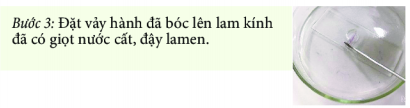 Bước 3: Đặt vảy hành đã bóc lên lam kính
đã có giọt nước cất, đậy lamen.